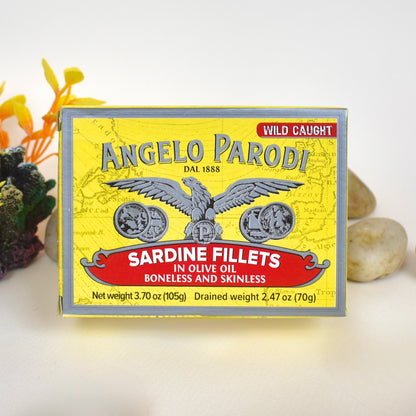 WILD CAUGHT
ANGELO PARODI
DAL 1888
P
SARDINE FILLETS
IN OLIVE OIL
BONELESS AND SKINLESS
Net weight 3.70 oz (105g) Drained weight 2.47 oz (70g)